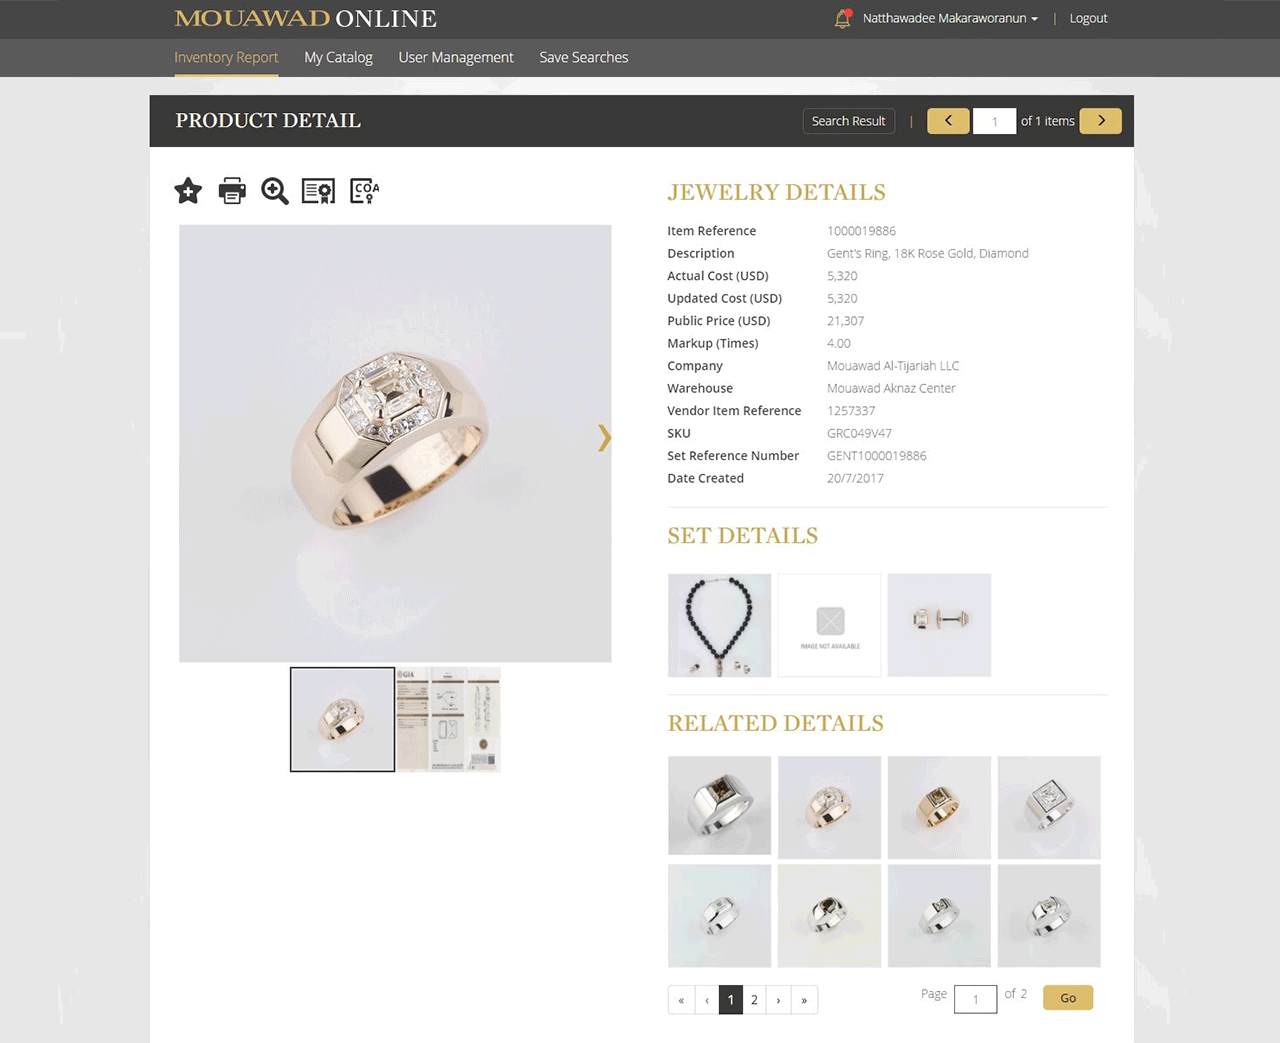 MOUAWAD ONLINE
Natthawadee Makaraworanun | Logout
Inventory Report My Catalog User Management Save Searches
PRODUCT DETAIL
Search Result | 1 of 1 items
COA
JEWELRY DETAILS
Item Reference 1000019886
Description Gent's Ring, 18K Rose Gold, Diamond
Actual Cost (USD) 5,320
Updated Cost (USD) 5,320
Public Price (USD) 21,307
Markup (Times) 4.00
Company Mouawad Al-Tijariah LLC
Warehouse Mouawad Aknaz Center
Vendor Item Reference 1257337
SKU GRC049V47
Set Reference Number GENT1000019886
Date Created 20/7/2017
SET DETAILS
IMAGE NOT AVAILABLE
GIA
RELATED DETAILS
« ‹ 1 2 › »
Page 1 of 2 Go